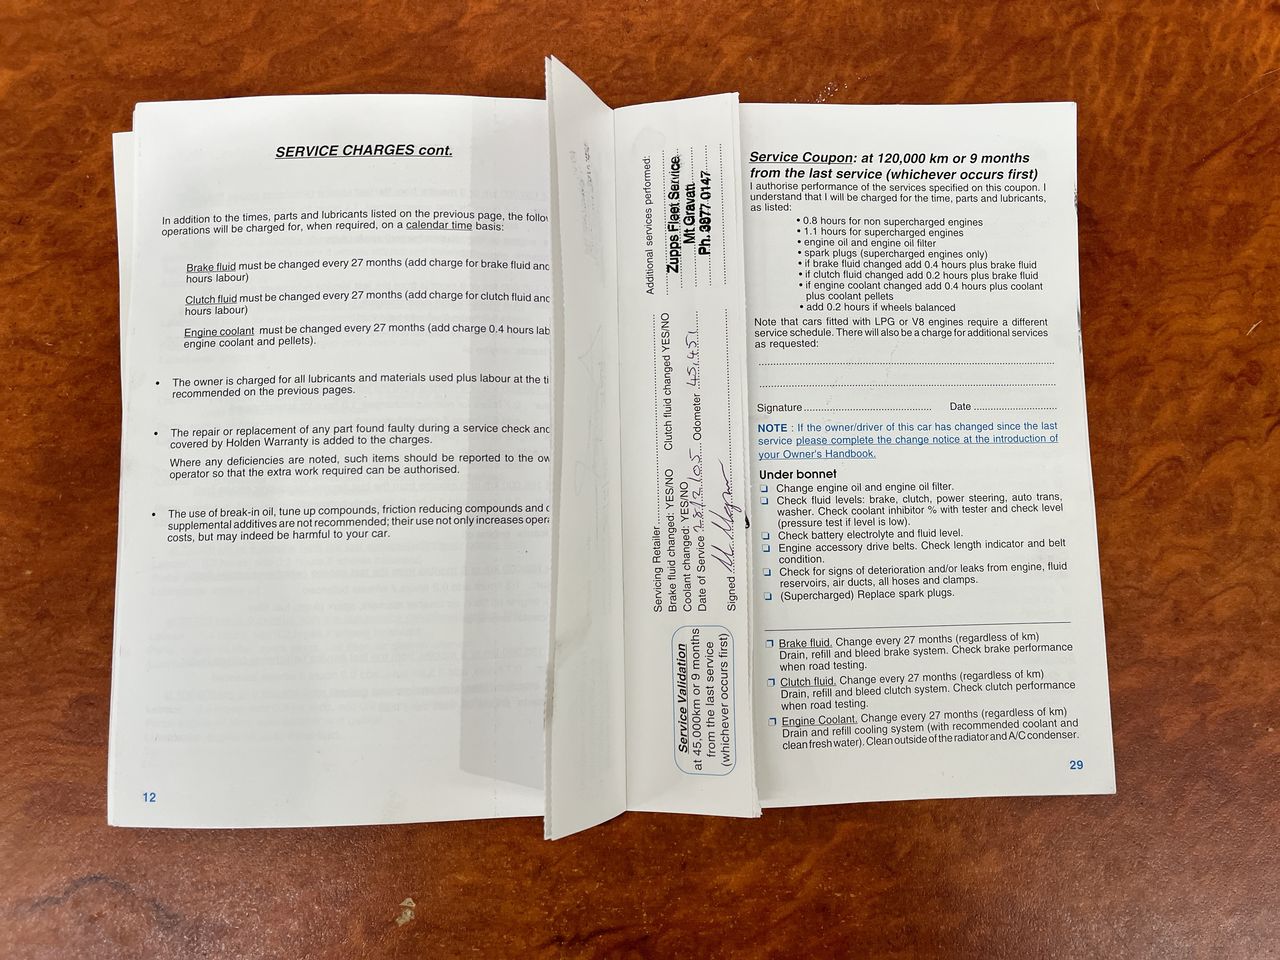 SERVICE CHARGES cont.
In addition to the times, parts and lubricants listed on the previous page, the follo
operations will be charged for, when required, on a calendar time basis:
Brake fluid must be changed every 27 months (add charge for brake fluid and
hours labour)
Clutch fluid must be changed every 27 months (add charge for clutch fluid and
hours labour)
Engine coolant must be changed every 27 months (add charge 0.4 hours lab
engine coolant and pellets).
• The owner is charged for all lubricants and materials used plus labour at the ti
recommended on the previous pages.
• The repair or replacement of any part found faulty during a service check and
covered by Holden Warranty is added to the charges.
Where any deficiencies are noted, such items should be reported to the ow
operator so that the extra work required can be authorised.
• The use of break-in oil, tune up compounds, friction reducing compounds and
supplemental additives are not recommended; their use not only increases opera
costs, but may indeed be harmful to your car.
12
Service Validation
at 45,000km or 9 months
from the last service
(whichever occurs first)
Servicing Retailer
Brake fluid changed: YES/NO Clutch fluid changed YES/NO
Coolant changed: YES/NO
Date of Service Odometer 45451
Signed
Additional services performed:
Zupps Fleet Service
Mt Gravatt
Ph. 3877 0147
Service Coupon: at 120,000 km or 9 months
from the last service (whichever occurs first)
I authorise performance of the services specified on this coupon. I
understand that I will be charged for the time, parts and lubricants,
as listed:
• 0.8 hours for non supercharged engines
• 1.1 hours for supercharged engines
• engine oil and engine oil filter
• spark plugs (supercharged engines only)
• if brake fluid changed add 0.4 hours plus brake fluid
• if clutch fluid changed add 0.2 hours plus brake fluid
• if engine coolant changed add 0.4 hours plus coolant
plus coolant pellets
• add 0.2 hours if wheels balanced
Note that cars fitted with LPG or V8 engines require a different
service schedule. There will also be a charge for additional services
as requested:
Signature Date
NOTE : If the owner/driver of this car has changed since the last
service please complete the change notice at the introduction of
your Owner's Handbook.
Under bonnet
❏ Change engine oil and engine oil filter.
❏ Check fluid levels: brake, clutch, power steering, auto trans,
washer. Check coolant inhibitor % with tester and check level
(pressure test if level is low).
❏ Check battery electrolyte and fluid level.
❏ Engine accessory drive belts. Check length indicator and belt
condition.
❏ Check for signs of deterioration and/or leaks from engine, fluid
reservoirs, air ducts, all hoses and clamps.
❏ (Supercharged) Replace spark plugs.
❏ Brake fluid. Change every 27 months (regardless of km)
Drain, refill and bleed brake system. Check brake performance
when road testing.
❏ Clutch fluid. Change every 27 months (regardless of km)
Drain, refill and bleed clutch system. Check clutch performance
when road testing.
❏ Engine Coolant. Change every 27 months (regardless of km)
Drain and refill cooling system (with recommended coolant and
clean fresh water). Clean outside of the radiator and A/C condenser.
29